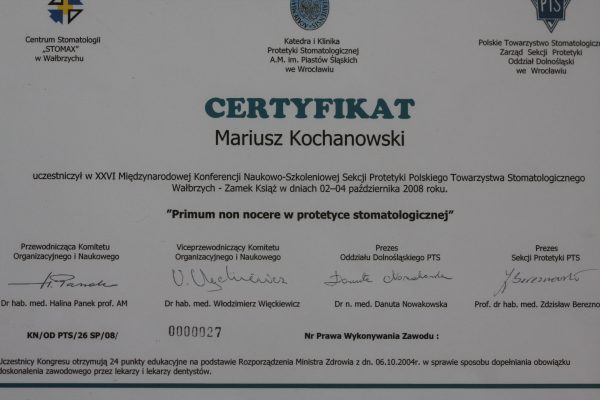 PTS
Centrum Stomatologii
„STOMAX”
w Wałbrzychu
Katedra i Klinika
Protetyki Stomatologicznej
A.M. im. Piastów Śląskich
we Wrocławiu
Polskie Towarzystwo Stomatologiczne
Zarząd Sekcji Protetyki
Oddział Dolnośląski
we Wrocławiu
CERTYFIKAT
Mariusz Kochanowski
uczestniczył w XXVI Międzynarodowej Konferencji Naukowo-Szkoleniowej Sekcji Protetyki Polskiego Towarzystwa Stomatologicznego
Wałbrzych - Zamek Książ w dniach 02–04 października 2008 roku.
”Primum non nocere w protetyce stomatologicznej”
Przewodnicząca Komitetu
Organizacyjnego i Naukowego
H. Panek
Dr hab. med. Halina Panek prof. AM
Viceprzewodniczący Komitetu
Organizacyjnego i Naukowego
Dr hab. med. Włodzimierz Więckiewicz
Prezes
Oddziału Dolnośląskiego PTS
Danuta Nowakowska
Dr n. med. Danuta Nowakowska
Prezes
Sekcji Protetyki PTS
Prof. dr hab. med. Zdzisław Berezno
KN/OD PTS/26 SP/08/ 0000027 Nr Prawa Wykonywania Zawodu :
Uczestnicy Kongresu otrzymują 24 punkty edukacyjne na podstawie Rozporządzenia Ministra Zdrowia z dn. 06.10.2004r. w sprawie sposobu dopełniania obowiązku
doskonalenia zawodowego przez lekarzy i lekarzy dentystów.